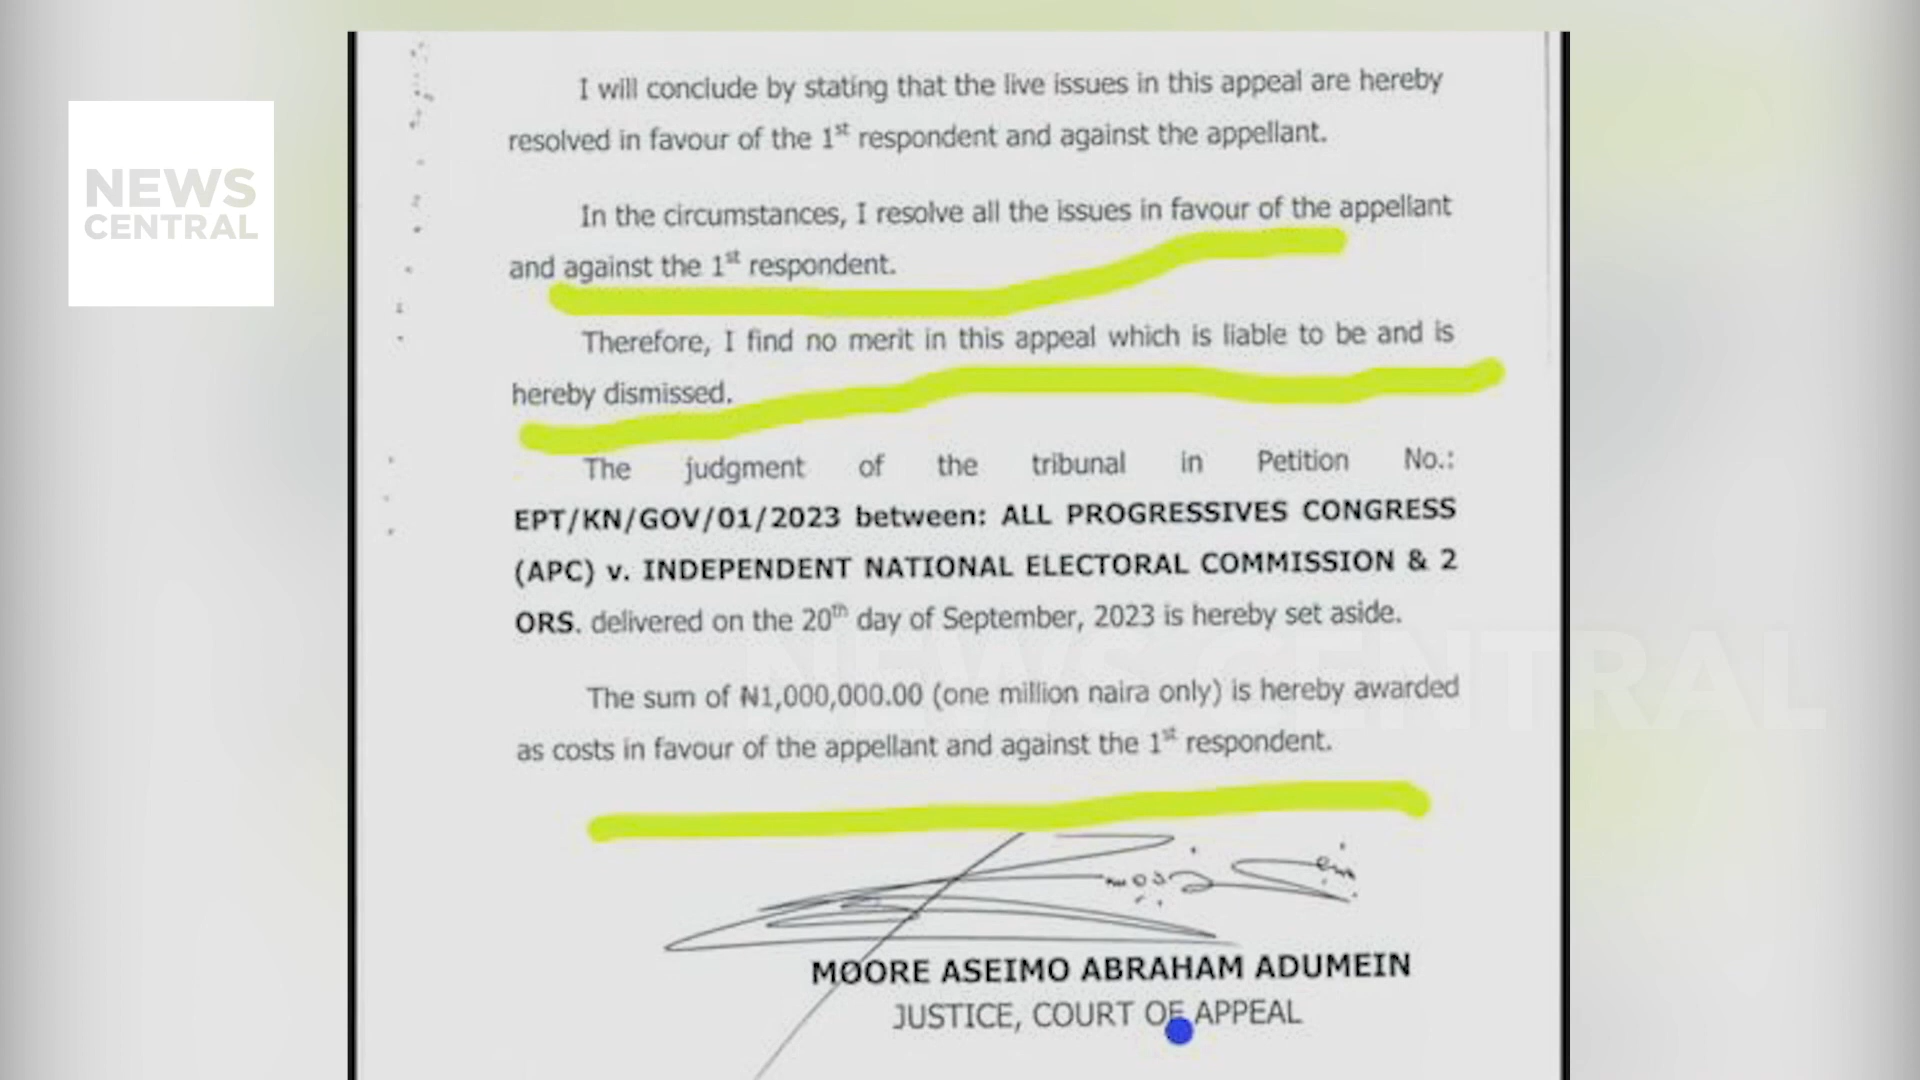 NEWS
CENTRAL
I will conclude by stating that the live issues in this appeal are hereby
resolved in favour of the 1st respondent and against the appellant.
In the circumstances, I resolve all the issues in favour of the appellant
and against the 1st respondent.
Therefore, I find no merit in this appeal which is liable to be and is
hereby dismissed.
The judgment of the tribunal in Petition No.:
EPT/KN/GOV/01/2023 between: ALL PROGRESSIVES CONGRESS
(APC) v. INDEPENDENT NATIONAL ELECTORAL COMMISSION & 2
ORS. delivered on the 20th day of September, 2023 is hereby set aside.
NEWS CENTRAL
The sum of ₦1,000,000.00 (one million naira only) is hereby awarded
as costs in favour of the appellant and against the 1st respondent.
MOORE ASEIMO ABRAHAM ADUMEIN
JUSTICE, COURT OF APPEAL